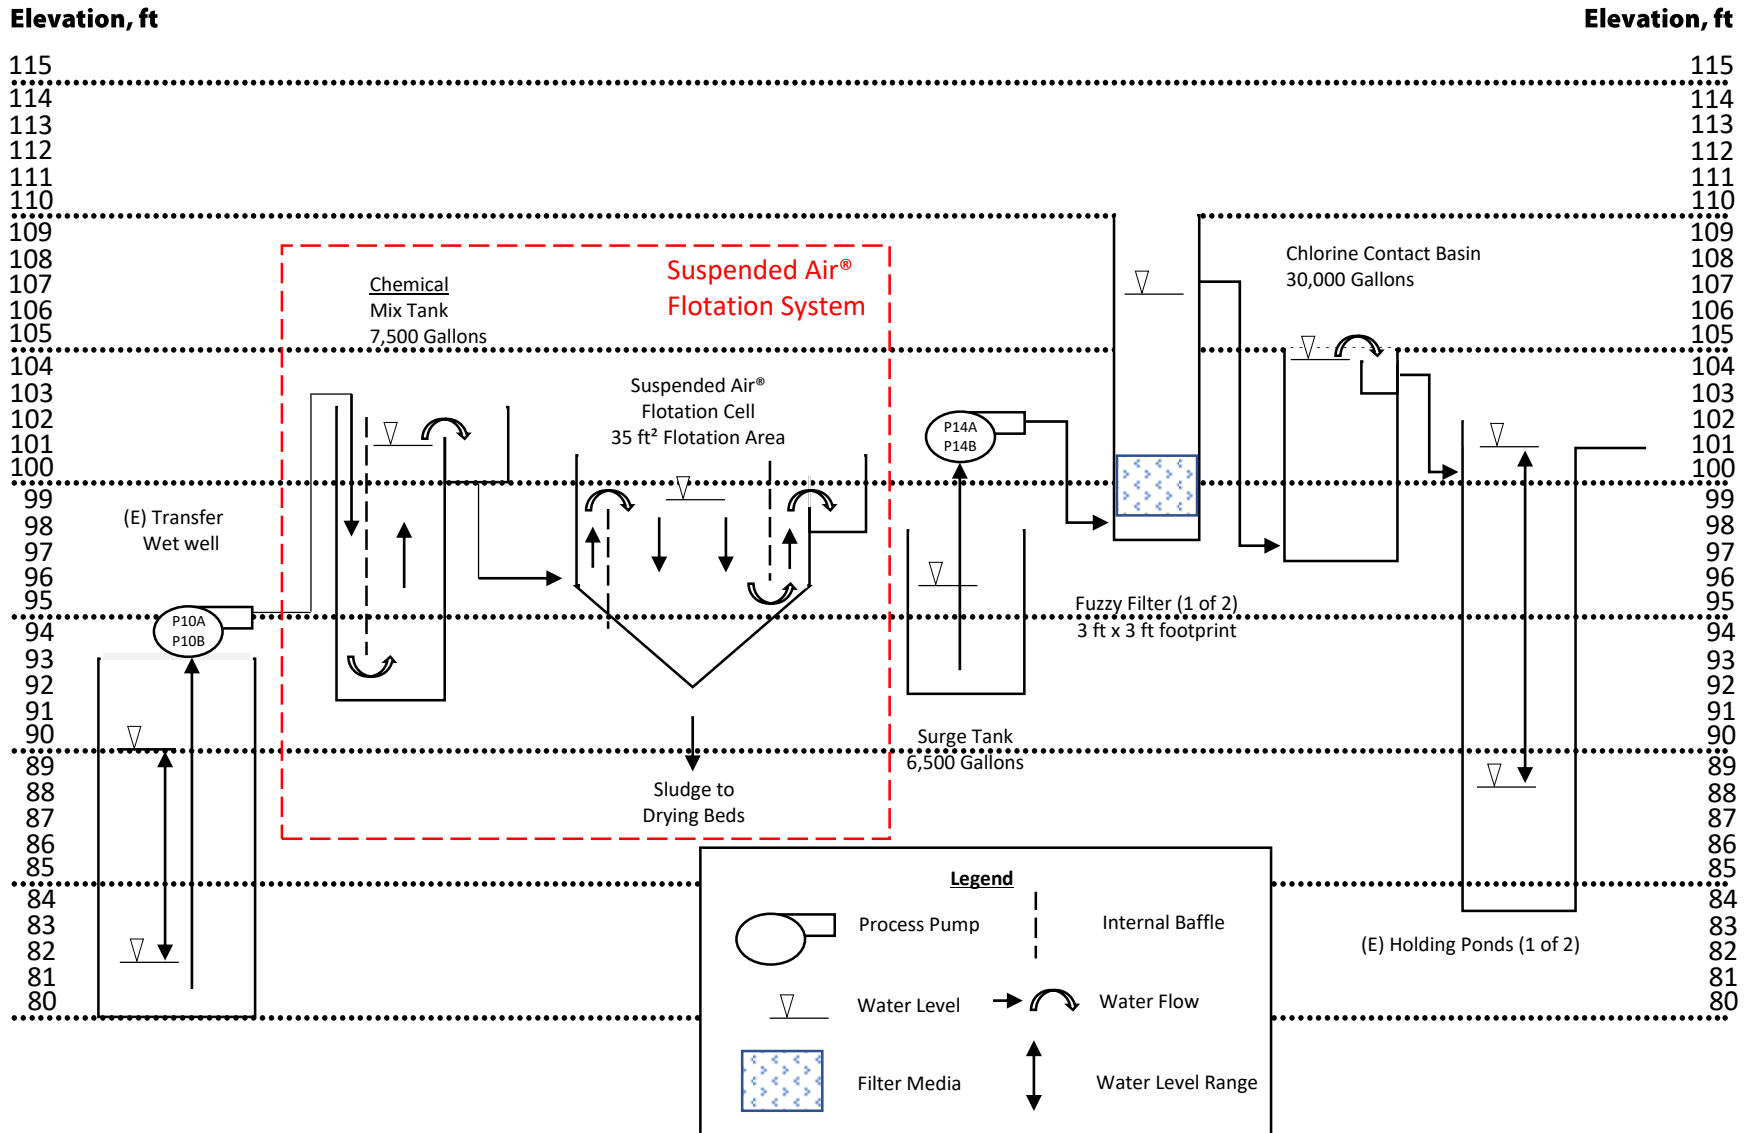 Elevation, ft
Elevation, ft
115
114
113
112
111
110
109
108
107
106
105
104
103
102
101
100
99
98
97
96
95
94
93
92
91
90
89
88
87
86
85
84
83
82
81
80
115
114
113
112
111
110
109
108
107
106
105
104
103
102
101
100
99
98
97
96
95
94
93
92
91
90
89
88
87
86
85
84
83
82
81
80
(E) Transfer
Wet well
P10A
P10B
Chemical
Mix Tank
7,500 Gallons
Suspended Air®
Flotation System
Suspended Air®
Flotation Cell
35 ft² Flotation Area
Sludge to
Drying Beds
P14A
P14B
Surge Tank
6,500 Gallons
Fuzzy Filter (1 of 2)
3 ft x 3 ft footprint
Chlorine Contact Basin
30,000 Gallons
(E) Holding Ponds (1 of 2)
Legend
Process Pump
Internal Baffle
Water Level
Water Flow
Filter Media
Water Level Range